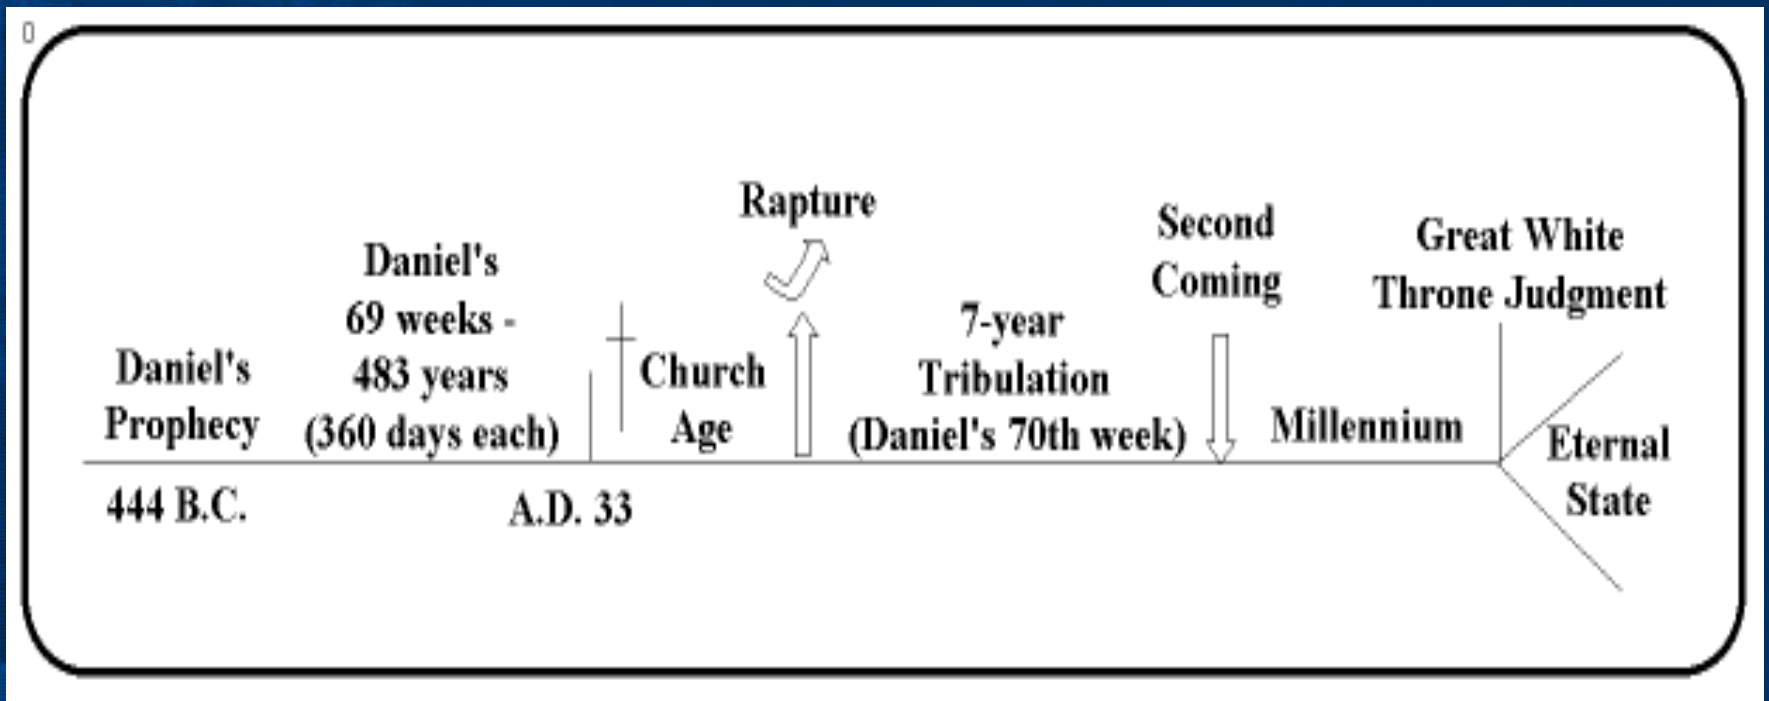 0
Daniel's
Prophecy
444 B.C.
Daniel's
69 weeks -
483 years
(360 days each)
A.D. 33
Church
Age
Rapture
7-year
Tribulation
(Daniel's 70th week)
Second
Coming
Millennium
Great White
Throne Judgment
Eternal
State